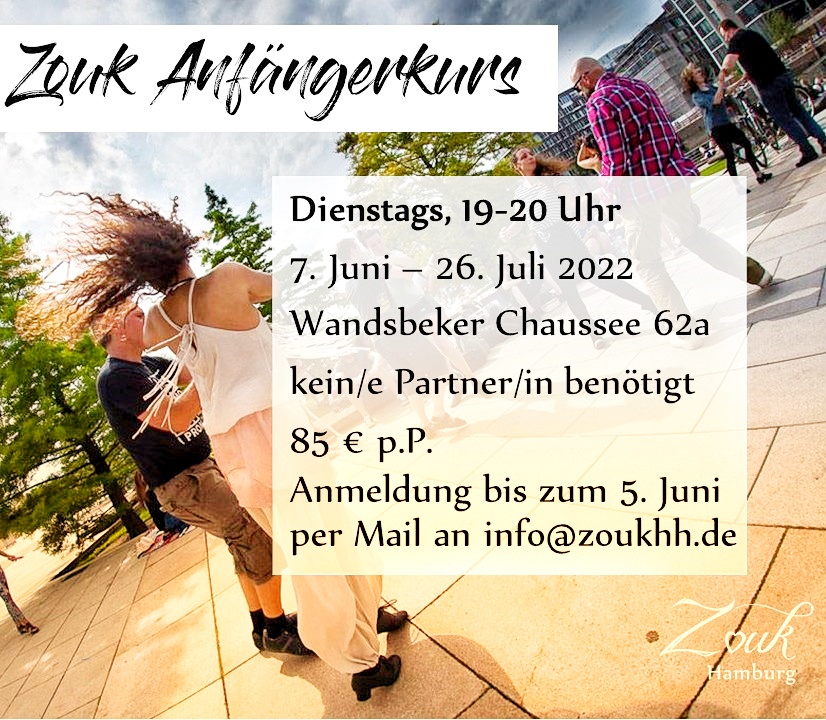 Zouk Anfängerkurs
Dienstags, 19-20 Uhr
7. Juni – 26. Juli 2022
Wandsbeker Chaussee 62a
kein/e Partner/in benötigt
85 € p.P.
Anmeldung bis zum 5. Juni
per Mail an info@zoukhh.de
Zouk
Hamburg